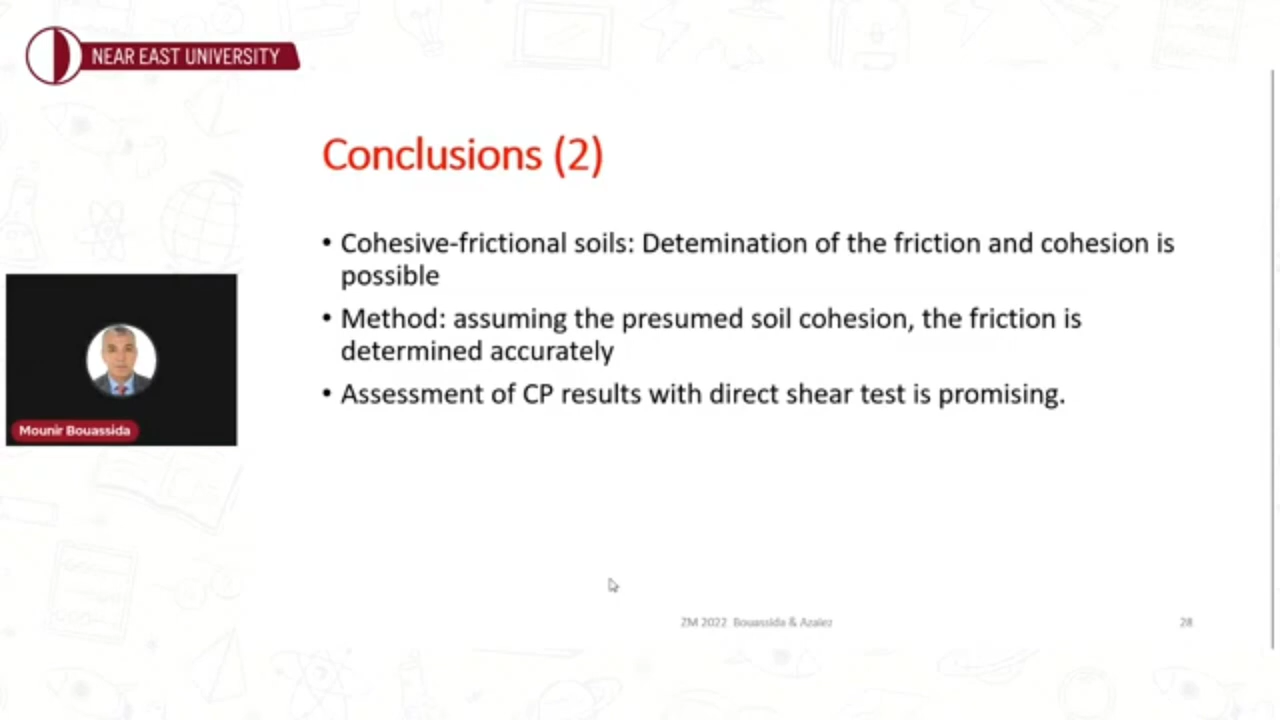 NEAR EAST UNIVERSITY
Conclusions (2)
• Cohesive-frictional soils: Detemination of the friction and cohesion is
possible
• Method: assuming the presumed soil cohesion, the friction is
determined accurately
• Assessment of CP results with direct shear test is promising.
Mounir Bouassida
ZM 2022 Bouassida & Azaiez
28